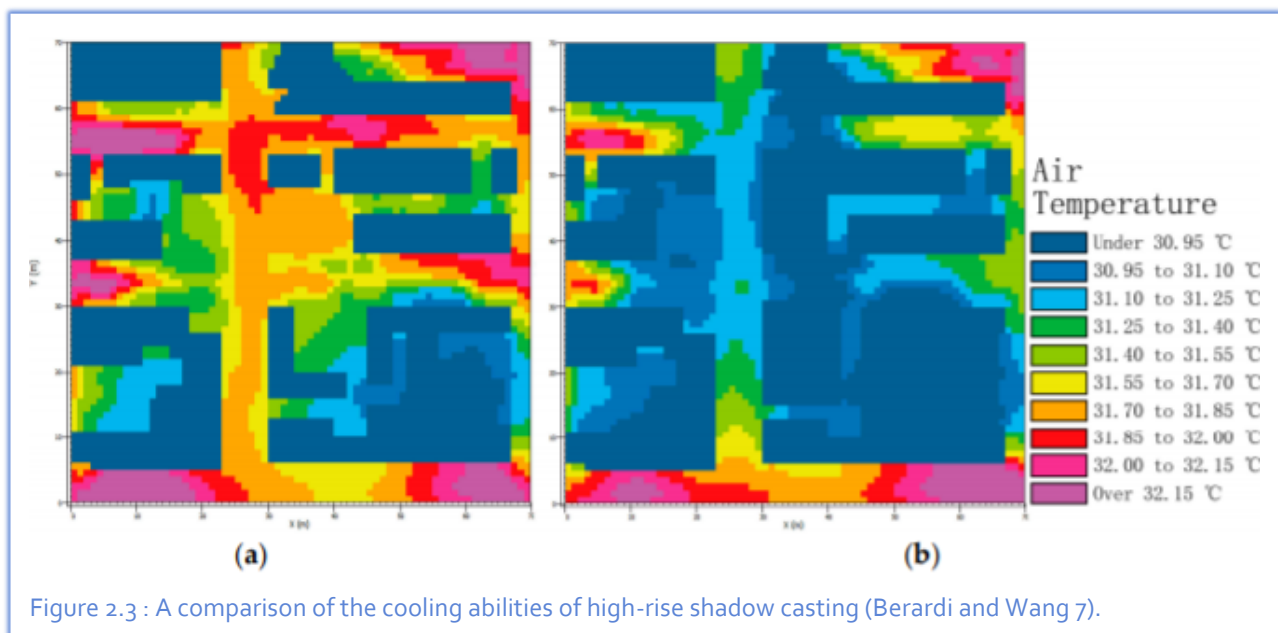 Air
Temperature
Under 30.95 ℃
30.95 to 31.10 ℃
31.10 to 31.25 ℃
31.25 to 31.40 ℃
31.40 to 31.55 ℃
31.55 to 31.70 ℃
31.70 to 31.85 ℃
31.85 to 32.00 ℃
32.00 to 32.15 ℃
Over 32.15 ℃
Y (m)
X (m)
X (m)
(a)
(b)
Figure 2.3 : A comparison of the cooling abilities of high-rise shadow casting (Berardi and Wang 7).